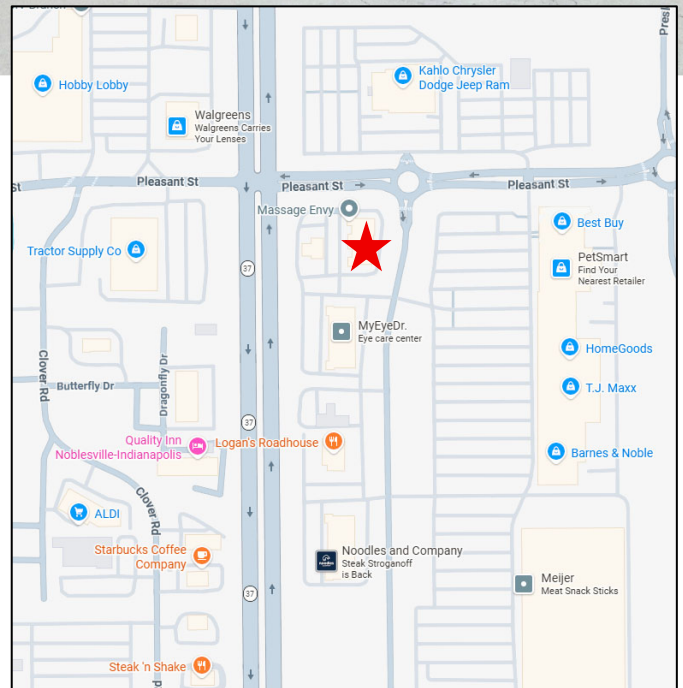 Presl
Hobby Lobby
Kahlo Chrysler
Dodge Jeep Ram
Walgreens
Walgreens Carries
Your Lenses
St
Pleasant St
Pleasant St
Pleasant St
Massage Envy
Best Buy
Tractor Supply Co
PetSmart
Find Your
Nearest Retailer
37
MyEyeDr.
Eye care center
HomeGoods
Clover Rd
Butterfly Dr
Dragonfly Dr
T.J. Maxx
37
Quality Inn
Noblesville-Indianapolis
Logan's Roadhouse
Barnes & Noble
Clover Rd
ALDI
Starbucks Coffee
Company
Noodles and Company
Steak Stroganoff
is Back
37
Meijer
Meat Snack Sticks
Steak 'n Shake